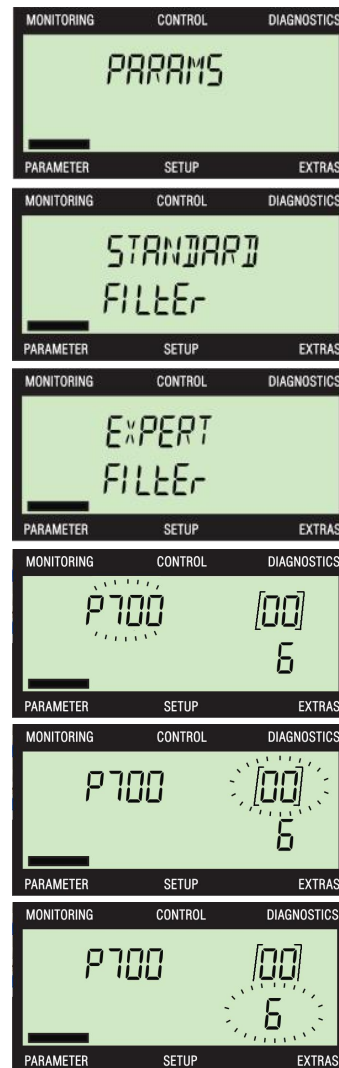 MONITORING CONTROL DIAGNOSTICS
PARAMS
PARAMETER SETUP EXTRAS
MONITORING CONTROL DIAGNOSTICS
STANDARD
FILtEr
PARAMETER SETUP EXTRAS
MONITORING CONTROL DIAGNOSTICS
ExPERT
FILtEr
PARAMETER SETUP EXTRAS
MONITORING CONTROL DIAGNOSTICS
P700 [00]
6
PARAMETER SETUP EXTRAS
MONITORING CONTROL DIAGNOSTICS
P700 [00]
6
PARAMETER SETUP EXTRAS
MONITORING CONTROL DIAGNOSTICS
P700 [00]
6
PARAMETER SETUP EXTRAS